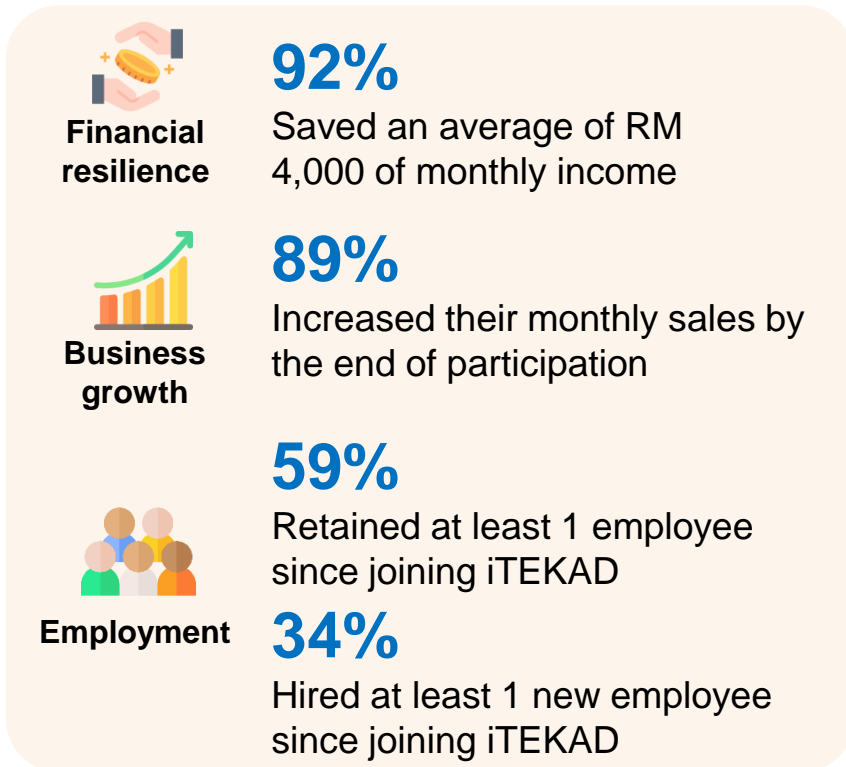 Financial
resilience
92%
Saved an average of RM
4,000 of monthly income
Business
growth
89%
Increased their monthly sales by
the end of participation
Employment
59%
Retained at least 1 employee
since joining iTEKAD
34%
Hired at least 1 new employee
since joining iTEKAD